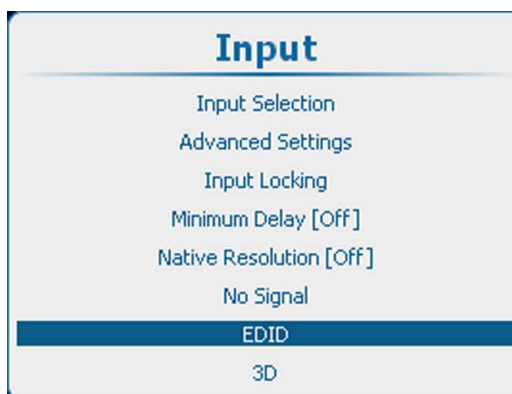 Input
Input Selection
Advanced Settings
Input Locking
Minimum Delay [Off]
Native Resolution [Off]
No Signal
EDID
3D